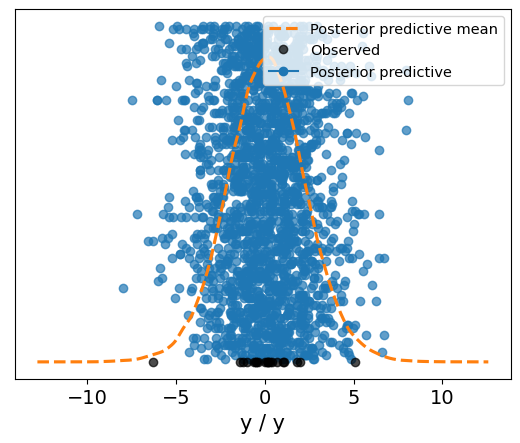 Posterior predictive mean
Observed
Posterior predictive
−10
−5
0
5
10
y / y